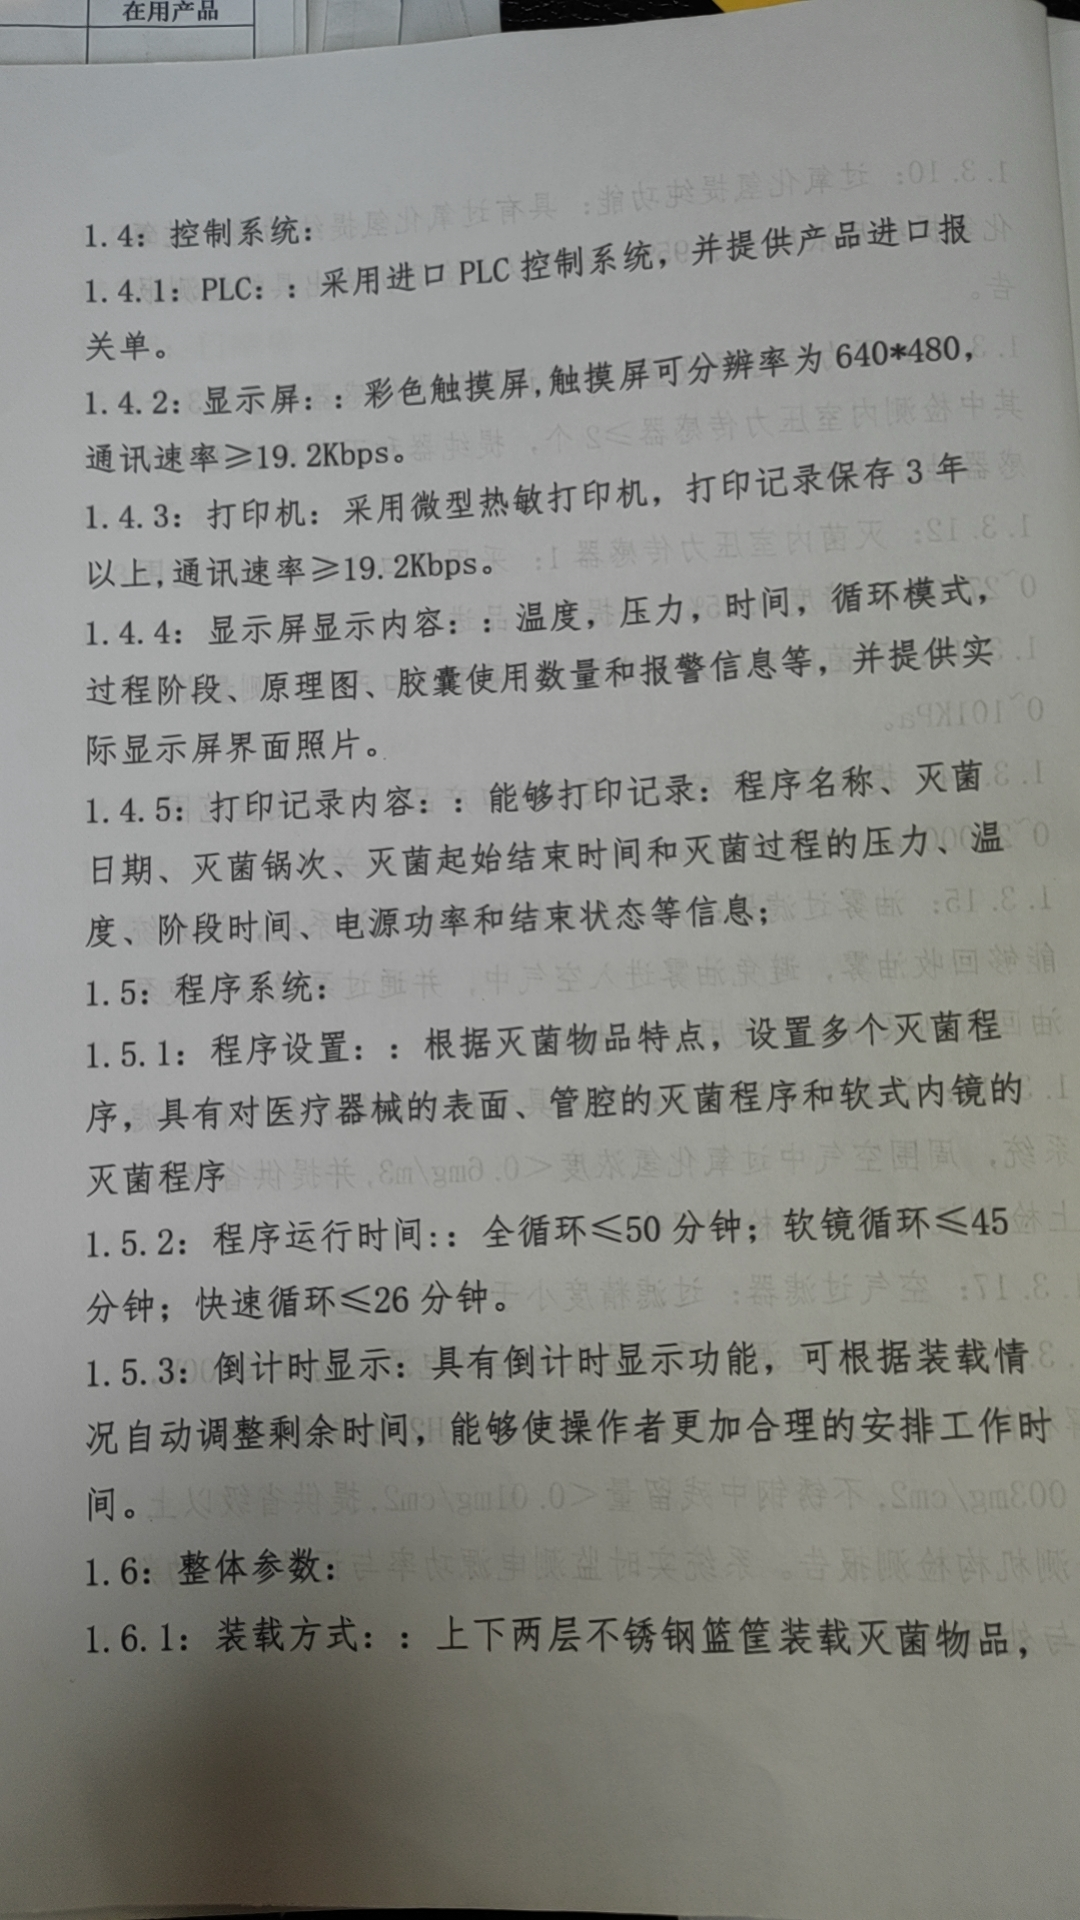 在用产品
1.4：控制系统：
1.4.1：PLC：：采用进口 PLC 控制系统，并提供产品进口报
关单。
1.4.2：显示屏：：彩色触摸屏,触摸屏可分辨率为 640*480，
通讯速率≥19.2Kbps。
1.4.3：打印机：采用微型热敏打印机，打印记录保存 3 年
以上,通讯速率≥19.2Kbps。
1.4.4：显示屏显示内容：：温度，压力，时间，循环模式，
过程阶段、原理图、胶囊使用数量和报警信息等，并提供实
际显示屏界面照片。
1.4.5：打印记录内容：：能够打印记录：程序名称、灭菌
日期、灭菌锅次、灭菌起始结束时间和灭菌过程的压力、温
度、阶段时间、电源功率和结束状态等信息；
1.5：程序系统：
1.5.1：程序设置：：根据灭菌物品特点，设置多个灭菌程
序，具有对医疗器械的表面、管腔的灭菌程序和软式内镜的
灭菌程序
1.5.2：程序运行时间:：全循环≤50 分钟；软镜循环≤45
分钟；快速循环≤26 分钟。
1.5.3：倒计时显示：具有倒计时显示功能，可根据装载情
况自动调整剩余时间，能够使操作者更加合理的安排工作时
间。
1.6：整体参数：
1.6.1：装载方式：：上下两层不锈钢篮筐装载灭菌物品，